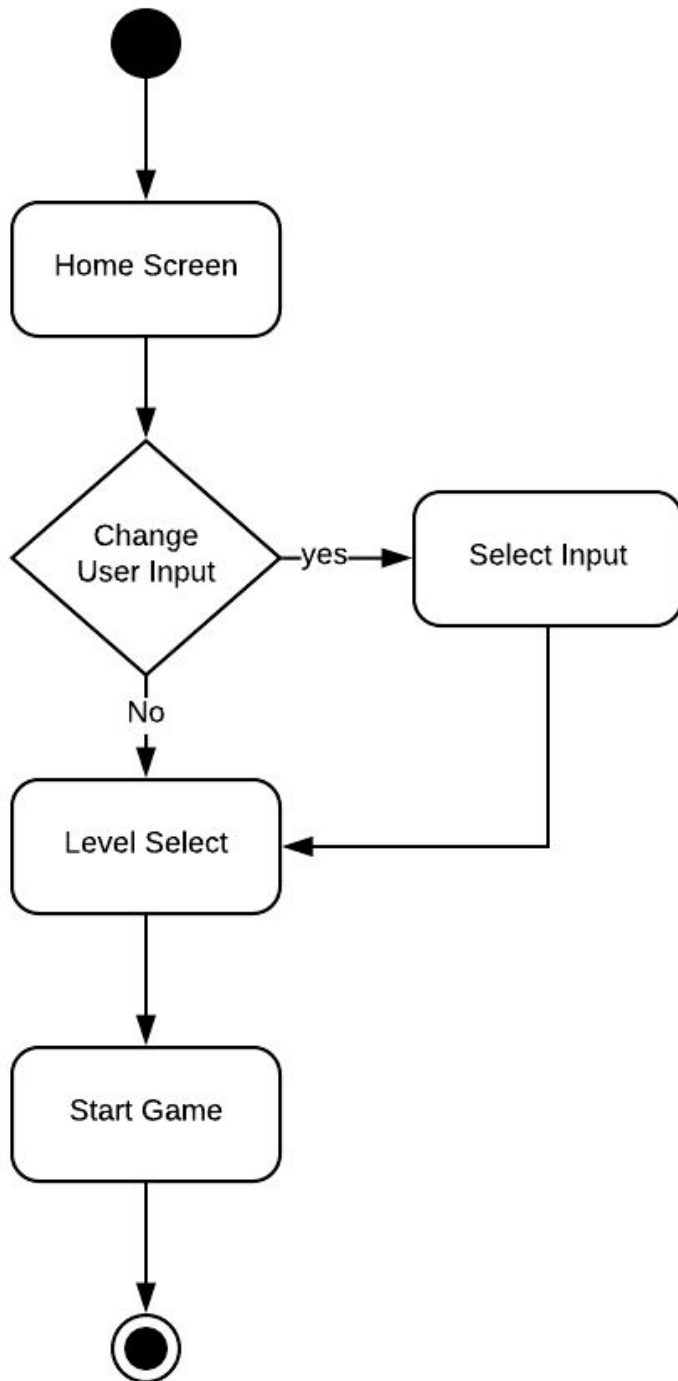 Home Screen
Change
User Input
yes
Select Input
No
Level Select
Start Game